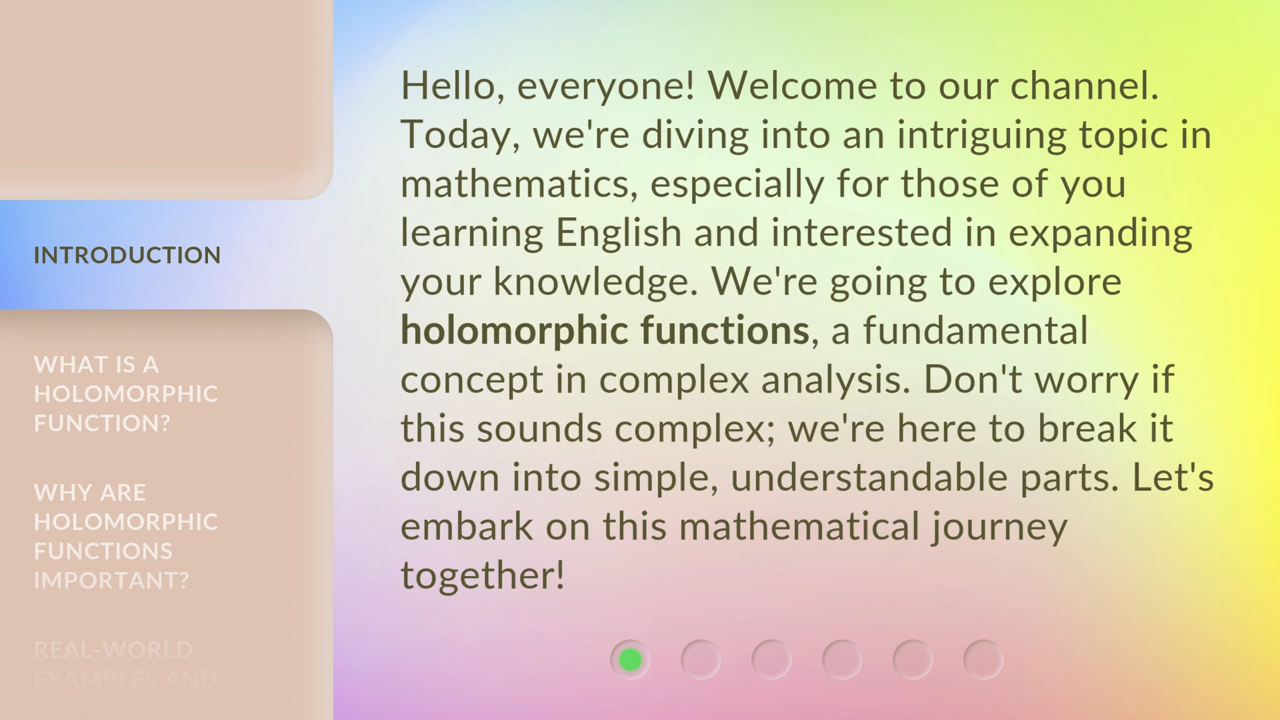 INTRODUCTION
WHAT IS A
HOLOMORPHIC
FUNCTION?
WHY ARE
HOLOMORPHIC
FUNCTIONS
IMPORTANT?
REAL-WORLD
EXAMPLES AND
Hello, everyone! Welcome to our channel.
Today, we're diving into an intriguing topic in
mathematics, especially for those of you
learning English and interested in expanding
your knowledge. We're going to explore
holomorphic functions, a fundamental
concept in complex analysis. Don't worry if
this sounds complex; we're here to break it
down into simple, understandable parts. Let's
embark on this mathematical journey
together!